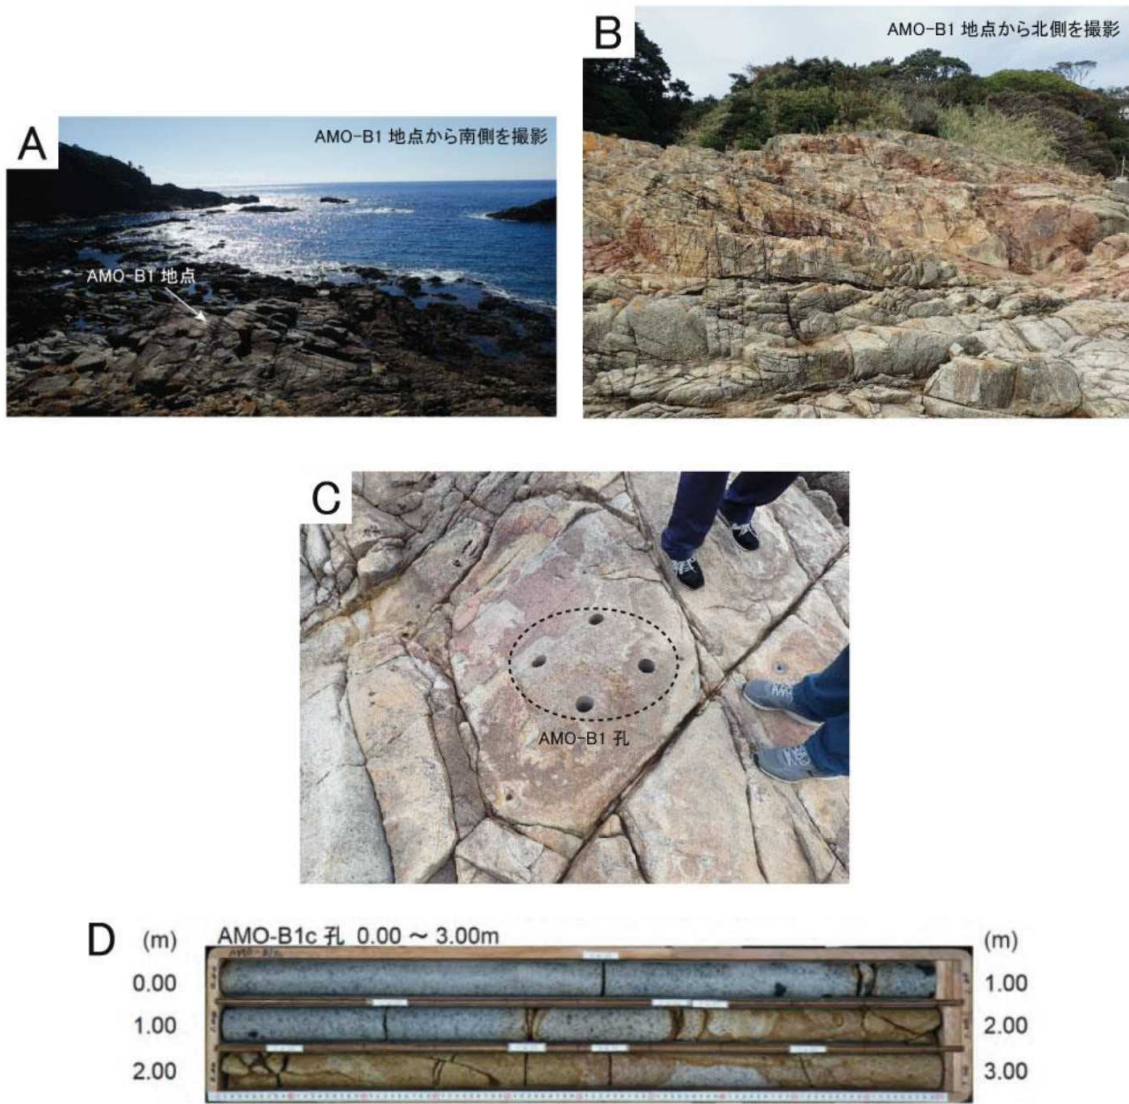 A
AMO-B1 地点から南側を撮影
AMO-B1 地点
B
AMO-B1 地点から北側を撮影
C
AMO-B1 孔
D
(m)
AMO-B1c 孔 0.00 ～ 3.00m
(m)
0.00
1.00
1.00
2.00
2.00
3.00